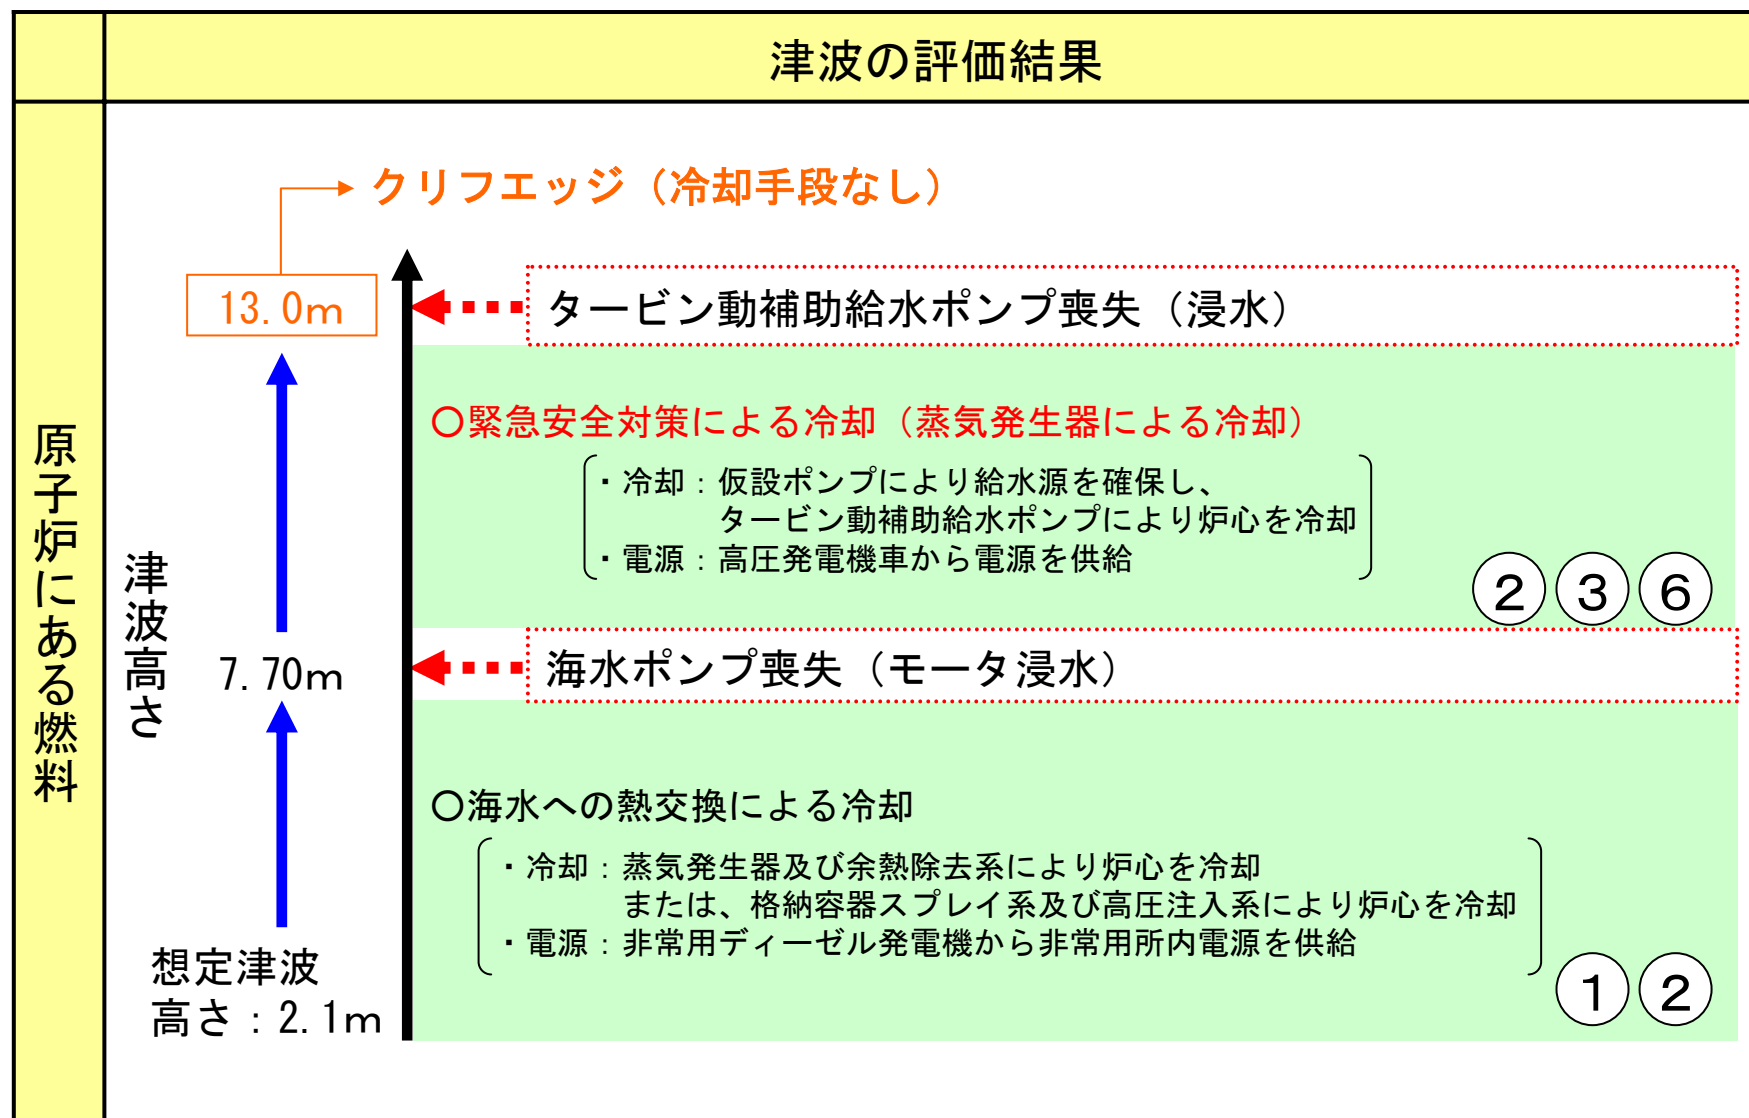 津波の評価結果
原子炉にある燃料
津波高さ
クリフエッジ（冷却手段なし）
13.0m
タービン動補助給水ポンプ喪失（浸水）
○緊急安全対策による冷却（蒸気発生器による冷却）
・冷却：仮設ポンプにより給水源を確保し、
タービン動補助給水ポンプにより炉心を冷却
・電源：高圧発電機車から電源を供給
②③⑥
7.70m
海水ポンプ喪失（モータ浸水）
○海水への熱交換による冷却
・冷却：蒸気発生器及び余熱除去系により炉心を冷却
または、格納容器スプレイ系及び高圧注入系により炉心を冷却
・電源：非常用ディーゼル発電機から非常用所内電源を供給
①②
想定津波
高さ：2.1m